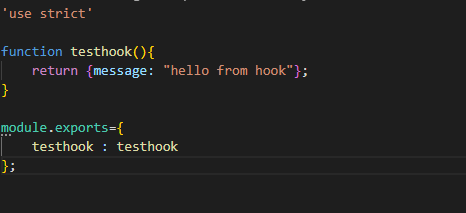 'use strict'
function testhook(){
return {message: "hello from hook"};
}
module.exports={
testhook : testhook
};